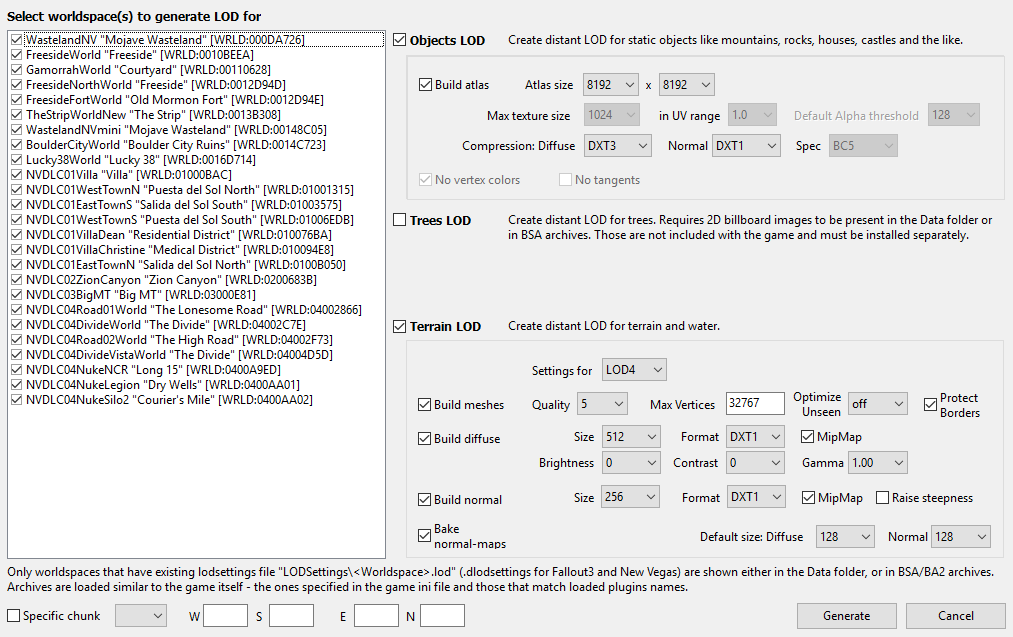 Select worldspace(s) to generate LOD for
WastelandNV "Mojave Wasteland" [WRLD:000DA726]
FreesideWorld "Freeside" [WRLD:0010BEEA]
GamorrahWorld "Courtyard" [WRLD:00110628]
FreesideNorthWorld "Freeside" [WRLD:0012D94D]
FreesideFortWorld "Old Mormon Fort" [WRLD:0012D94E]
TheStripWorldNew "The Strip" [WRLD:0013B308]
WastelandNVmini "Mojave Wasteland" [WRLD:00148C05]
BoulderCityWorld "Boulder City Ruins" [WRLD:0014C723]
Lucky38World "Lucky 38" [WRLD:0016D714]
NVDLC01Villa "Villa" [WRLD:01000BAC]
NVDLC01WestTownN "Puesta del Sol North" [WRLD:01001315]
NVDLC01EastTownS "Salida del Sol South" [WRLD:01003575]
NVDLC01WestTownS "Puesta del Sol South" [WRLD:01006EDB]
NVDLC01VillaDean "Residential District" [WRLD:010076BA]
NVDLC01VillaChristine "Medical District" [WRLD:010094E8]
NVDLC01EastTownN "Salida del Sol North" [WRLD:0100B050]
NVDLC02ZionCanyon "Zion Canyon" [WRLD:0200683B]
NVDLC03BigMT "Big MT" [WRLD:03000E81]
NVDLC04Road01World "The Lonesome Road" [WRLD:04002866]
NVDLC04DivideWorld "The Divide" [WRLD:04002C7E]
NVDLC04Road02World "The High Road" [WRLD:04002F73]
NVDLC04DivideVistaWorld "The Divide" [WRLD:04004D5D]
NVDLC04NukeNCR "Long 15" [WRLD:0400A9ED]
NVDLC04NukeLegion "Dry Wells" [WRLD:0400AA01]
NVDLC04NukeSilo2 "Courier's Mile" [WRLD:0400AA02]
Objects LOD Create distant LOD for static objects like mountains, rocks, houses, castles and the like.
Build atlas Atlas size 8192 x 8192
Max texture size 1024 in UV range 1.0 Default Alpha threshold 128
Compression: Diffuse DXT3 Normal DXT1 Spec BC5
No vertex colors No tangents
Trees LOD Create distant LOD for trees. Requires 2D billboard images to be present in the Data folder or
in BSA archives. Those are not included with the game and must be installed separately.
Terrain LOD Create distant LOD for terrain and water.
Settings for LOD4
Build meshes Quality 5 Max Vertices 32767 Optimize
Unseen off Protect
Borders
Build diffuse Size 512 Format DXT1 MipMap
Brightness 0 Contrast 0 Gamma 1.00
Build normal Size 256 Format DXT1 MipMap Raise steepness
Bake
normal-maps Default size: Diffuse 128 Normal 128
Only worldspaces that have existing lodsettings file "LODSettings\<Worldspace>.lod" (.dlodsettings for Fallout3 and New Vegas) are shown either in the Data folder, or in BSA/BA2 archives.
Archives are loaded similar to the game itself - the ones specified in the game ini file and those that match loaded plugins names.
Specific chunk W S E N Generate Cancel